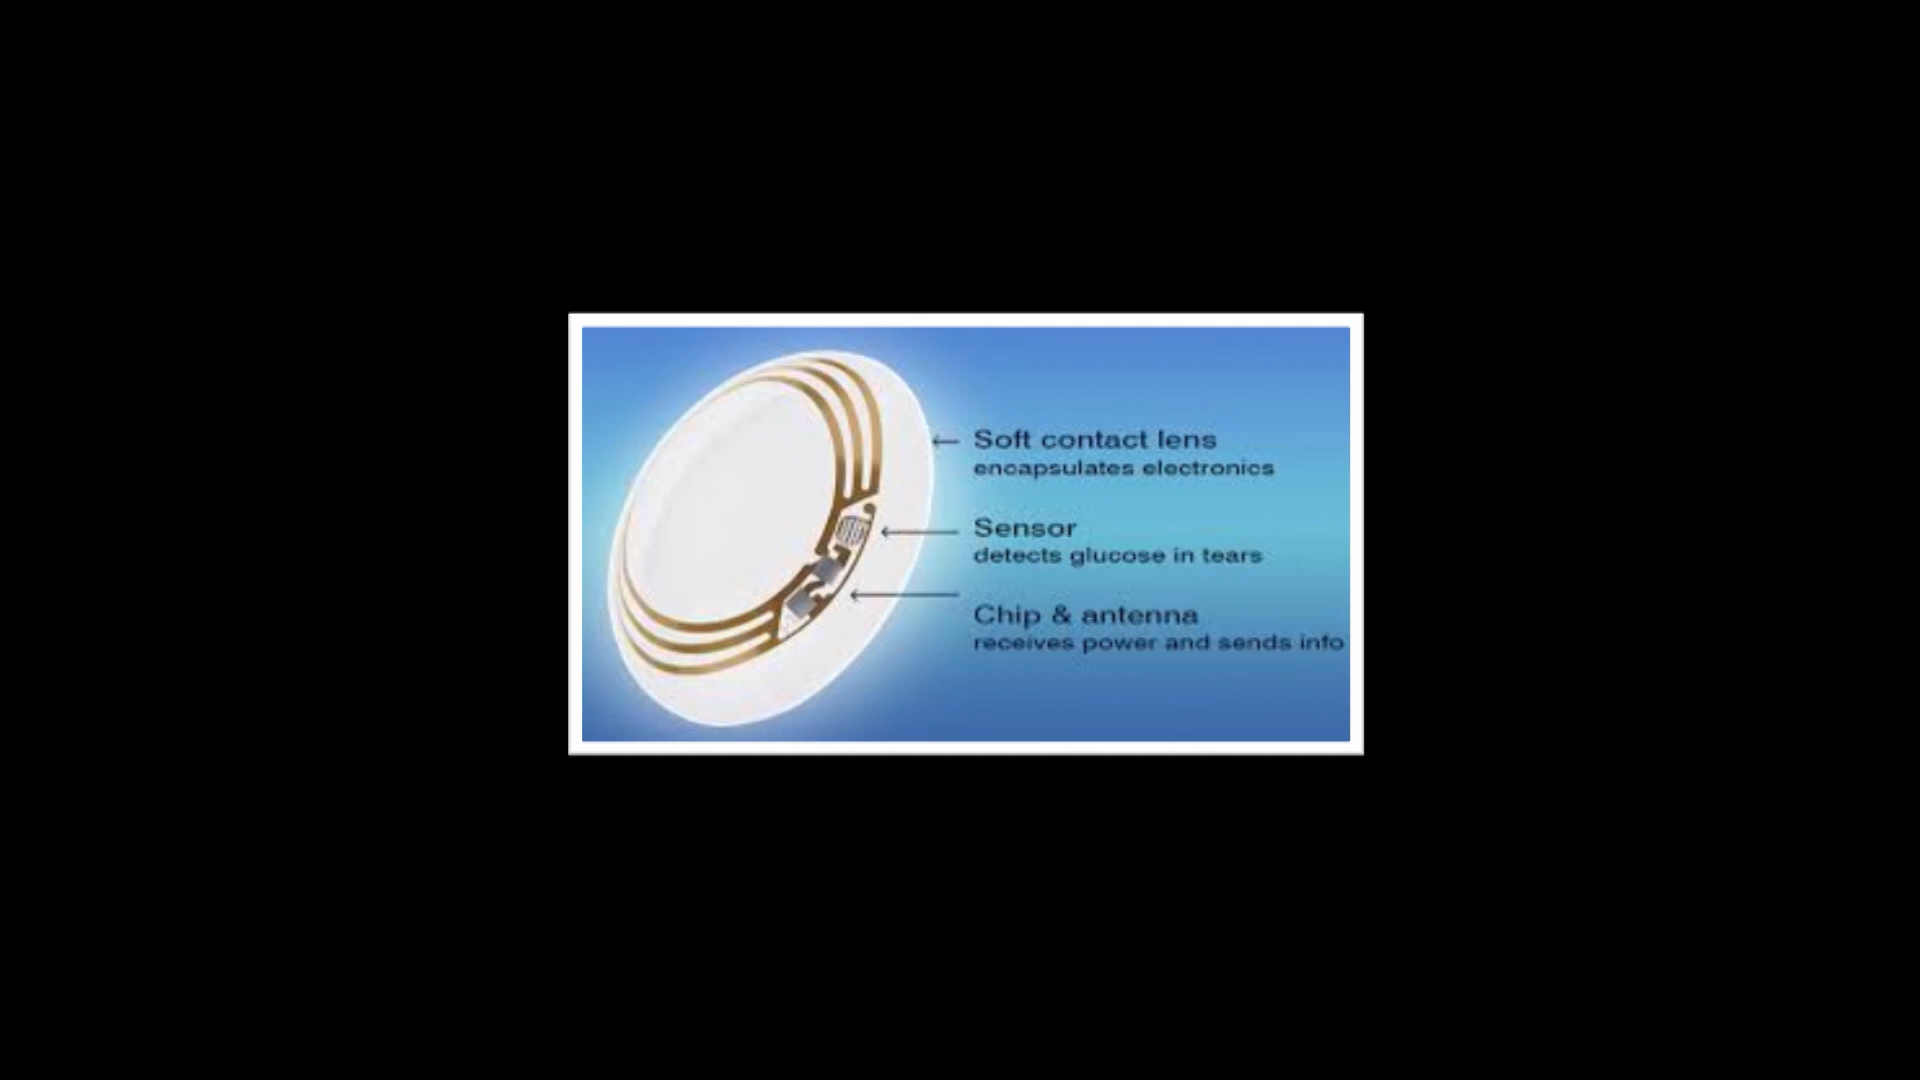 Soft contact lens
encapsulates electronics
Sensor
detects glucose in tears
Chip & antenna
receives power and sends info